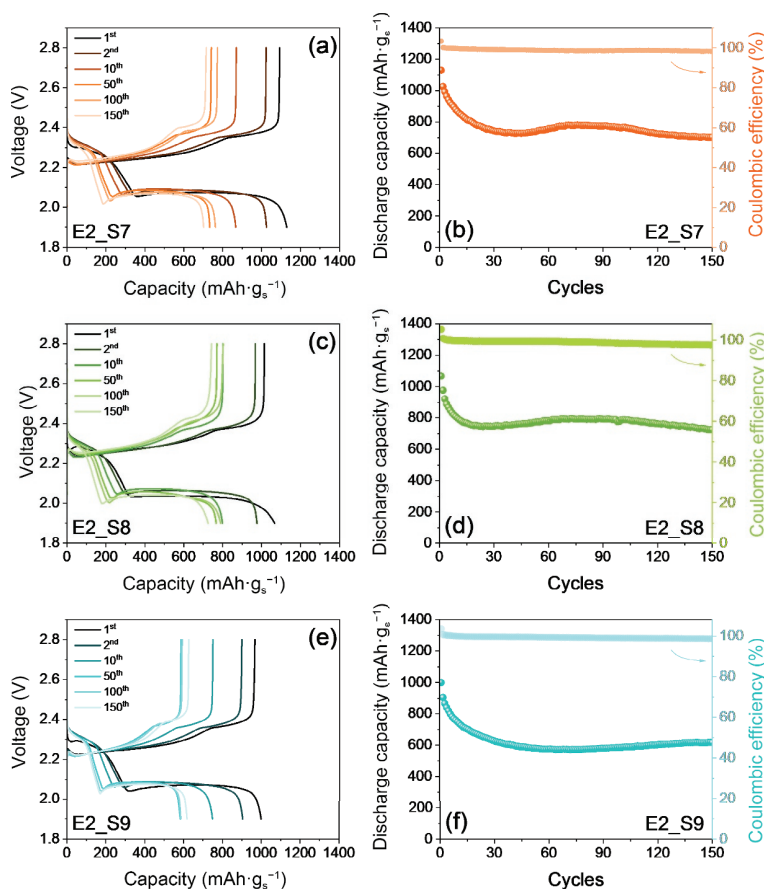 (a)
1st
2nd
10th
50th
100th
150th
Voltage (V)
2.8
2.6
2.4
2.2
2.0
1.8
E2_S7
0 200 400 600 800 1000 1200 1400
Capacity (mAh·gs⁻¹)
(b)
Discharge capacity (mAh·gs⁻¹)
1400
1200
1000
800
600
400
200
0
E2_S7
0 30 60 90 120 150
Cycles
100
80
60
40
20
0
Coulombic efficiency (%)
(c)
1st
2nd
10th
50th
100th
150th
Voltage (V)
2.8
2.6
2.4
2.2
2.0
1.8
E2_S8
0 200 400 600 800 1000 1200 1400
Capacity (mAh·gs⁻¹)
(d)
Discharge capacity (mAh·gs⁻¹)
1400
1200
1000
800
600
400
200
0
E2_S8
0 30 60 90 120 150
Cycles
100
80
60
40
20
0
Coulombic efficiency (%)
(e)
1st
2nd
10th
50th
100th
150th
Voltage (V)
2.8
2.6
2.4
2.2
2.0
1.8
E2_S9
0 200 400 600 800 1000 1200 1400
Capacity (mAh·gs⁻¹)
(f)
Discharge capacity (mAh·gs⁻¹)
1400
1200
1000
800
600
400
200
0
E2_S9
0 30 60 90 120 150
Cycles
100
80
60
40
20
0
Coulombic efficiency (%)